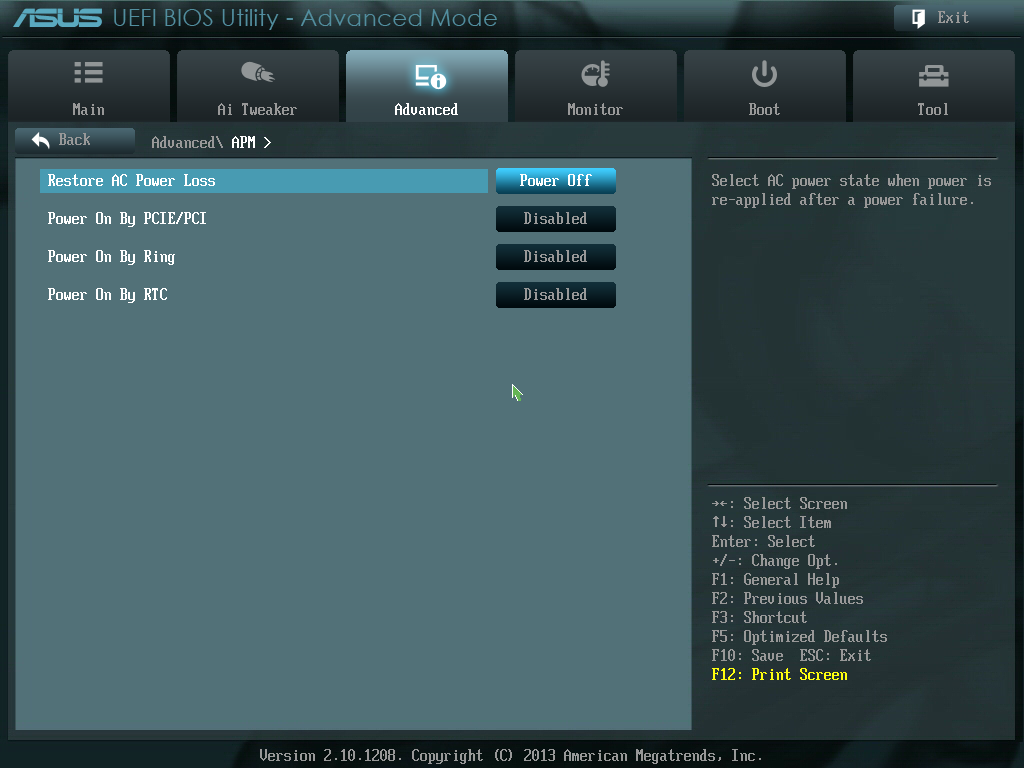 ASUS UEFI BIOS Utility - Advanced Mode
Exit
Main
Ai Tweaker
Advanced
Monitor
Boot
Tool
Back
Advanced\ APM >
Restore AC Power Loss
Power Off
Power On By PCIE/PCI
Disabled
Power On By Ring
Disabled
Power On By RTC
Disabled
Select AC power state when power is
re-applied after a power failure.
→←: Select Screen
↑↓: Select Item
Enter: Select
+/-: Change Opt.
F1: General Help
F2: Previous Values
F3: Shortcut
F5: Optimized Defaults
F10: Save  ESC: Exit
F12: Print Screen
Version 2.10.1208. Copyright (C) 2013 American Megatrends, Inc.